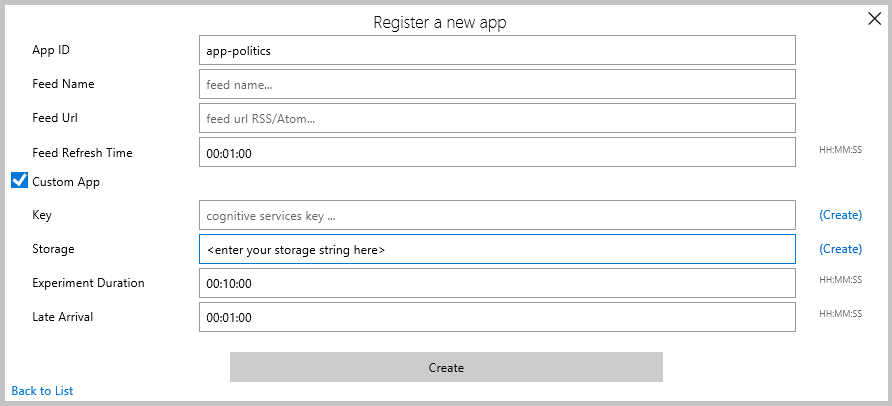 Register a new app
App ID app-politics
Feed Name feed name...
Feed Url feed url RSS/Atom...
Feed Refresh Time 00:01:00 HH:MM:SS
Custom App
Key cognitive services key ... (Create)
Storage <enter your storage string here> (Create)
Experiment Duration 00:10:00 HH:MM:SS
Late Arrival 00:01:00 HH:MM:SS
Create
Back to List